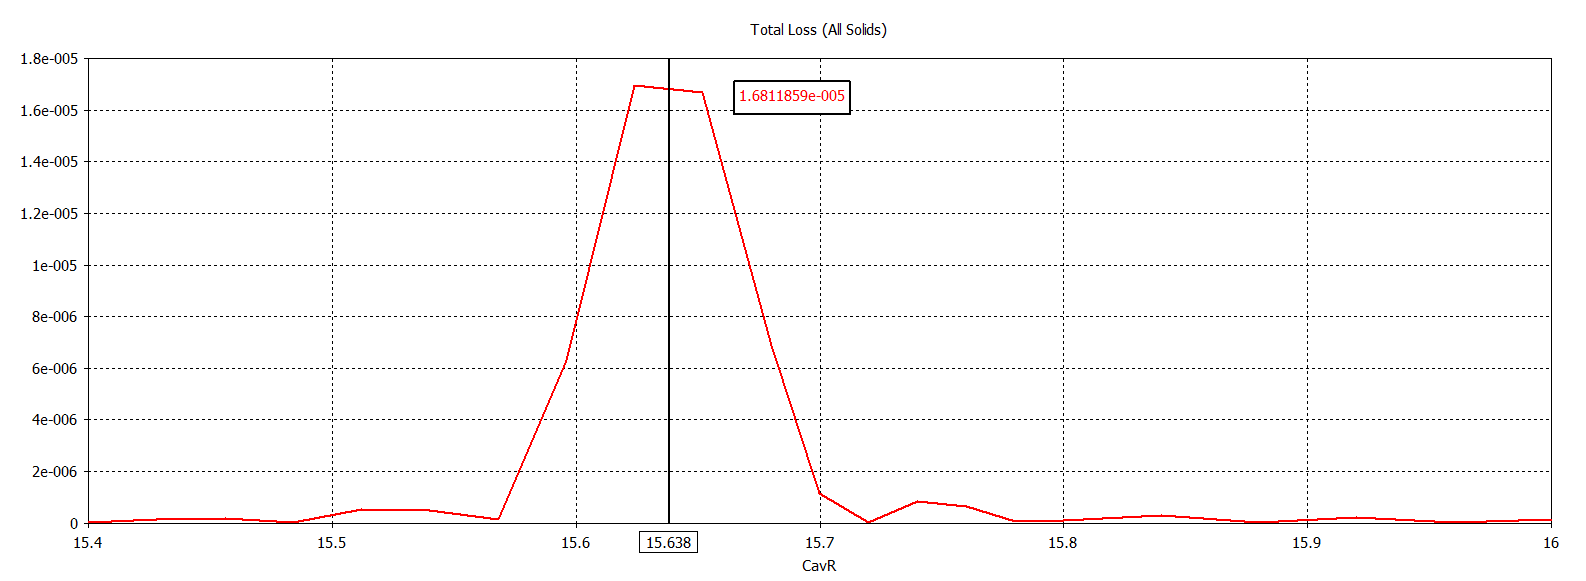 Total Loss (All Solids)
1.8e-005
1.6811859e-005
1.6e-005
1.4e-005
1.2e-005
1e-005
8e-006
6e-006
4e-006
2e-006
0
15.4 15.5 15.6 15.638 15.7 15.8 15.9 16
CavR